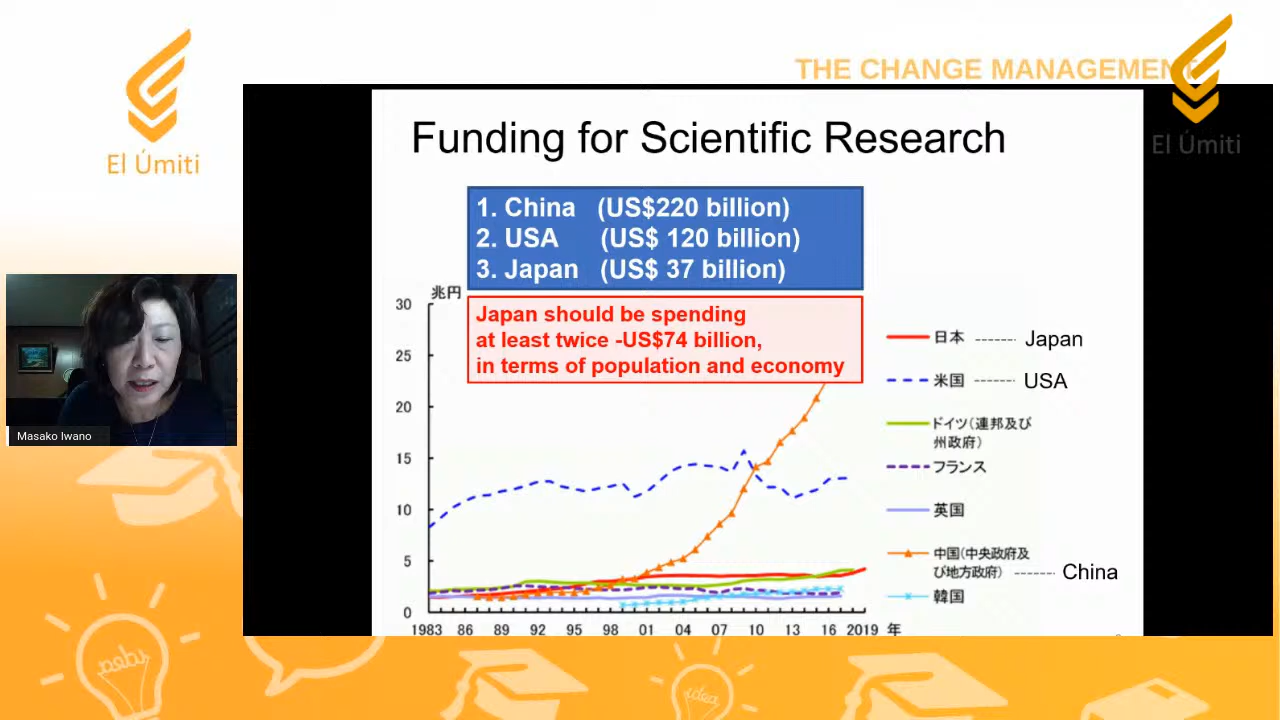 THE CHANGE MANAGEMENT
El Úmiti
El Úmiti
Funding for Scientific Research
1. China (US$220 billion)
2. USA (US$ 120 billion)
3. Japan (US$ 37 billion)
兆円
Japan should be spending
at least twice -US$74 billion,
in terms of population and economy
30
25
20
15
10
5
0
1983 86 89 92 95 98 01 04 07 10 13 16 2019 年
日本 Japan
米国 USA
ドイツ(連邦及び
州政府)
フランス
英国
中国(中央政府及
び地方政府) China
韓国
Masako Iwano
idea
idea